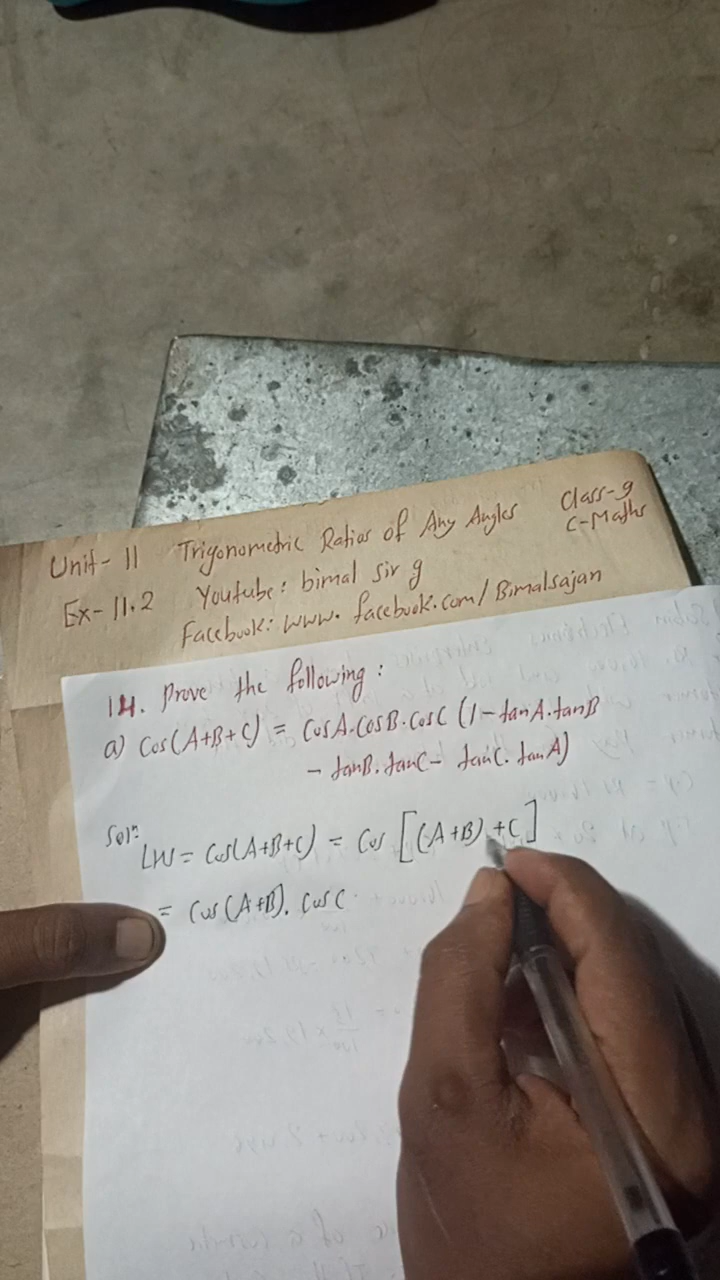 Unit- 11 Trigonometric Ratios of Any Angles Class-9
C-Maths
Ex- 11.2 Youtube: bimal sir g
Facebook: www. facebook.com/Bimalsajan
14. Prove the following:
a) Cos(A+B+C) = CosA.CosB.CosC (1-tanA.tanB
- tanB.tanC- tanC.tanA)
Soln
LHS = Cos(A+B+C) = Cos [(A+B)+C]
= Cos(A+B). CosC